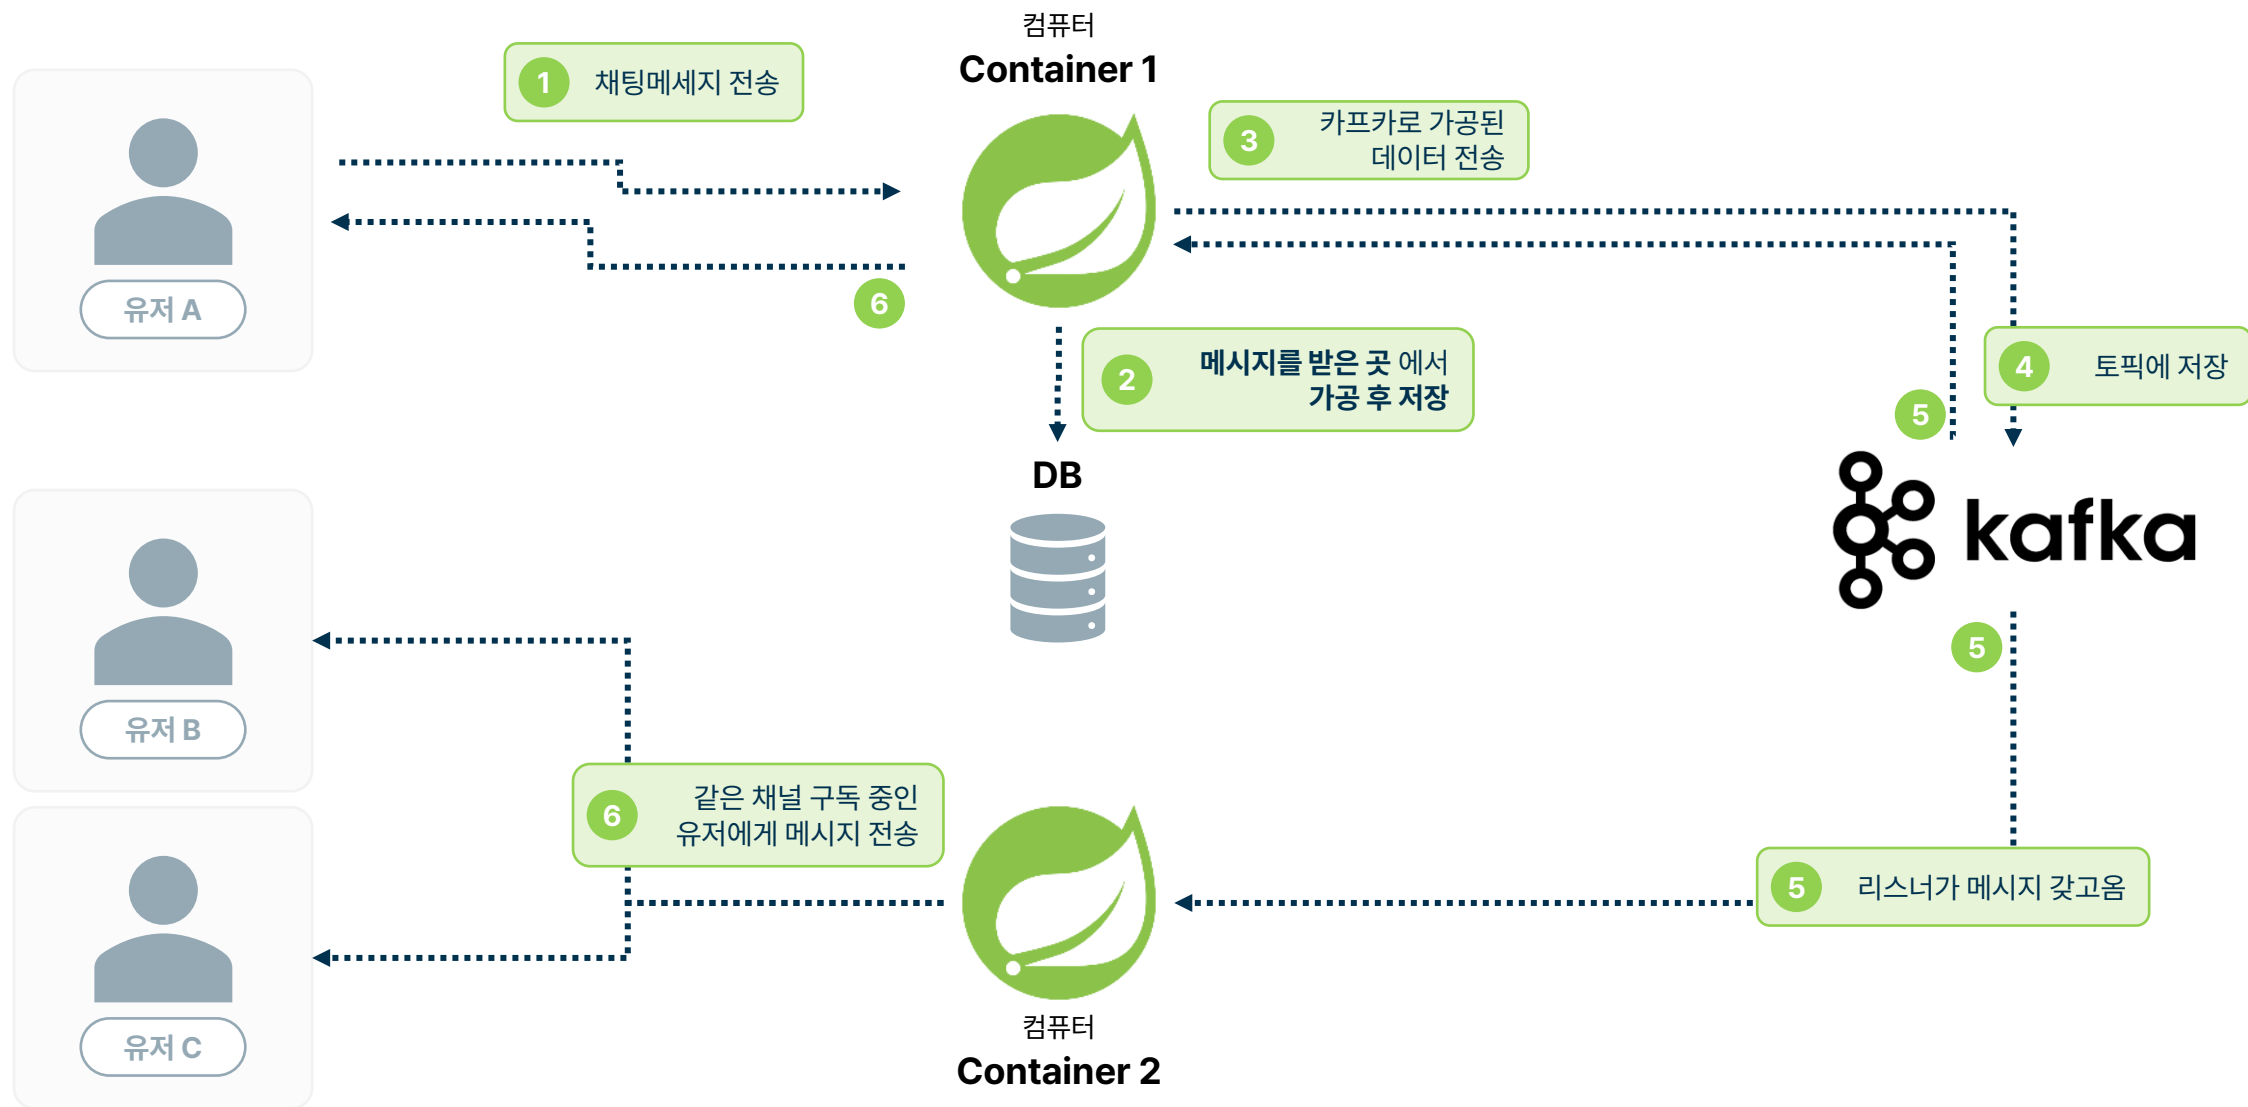 컴퓨터
Container 1
1 채팅메세지 전송
3 카프카로 가공된
데이터 전송
유저 A
6
2 메시지를 받은 곳 에서
가공 후 저장
4 토픽에 저장
5
DB
kafka
5
유저 B
6 같은 채널 구독 중인
유저에게 메시지 전송
5 리스너가 메시지 갖고옴
유저 C
컴퓨터
Container 2